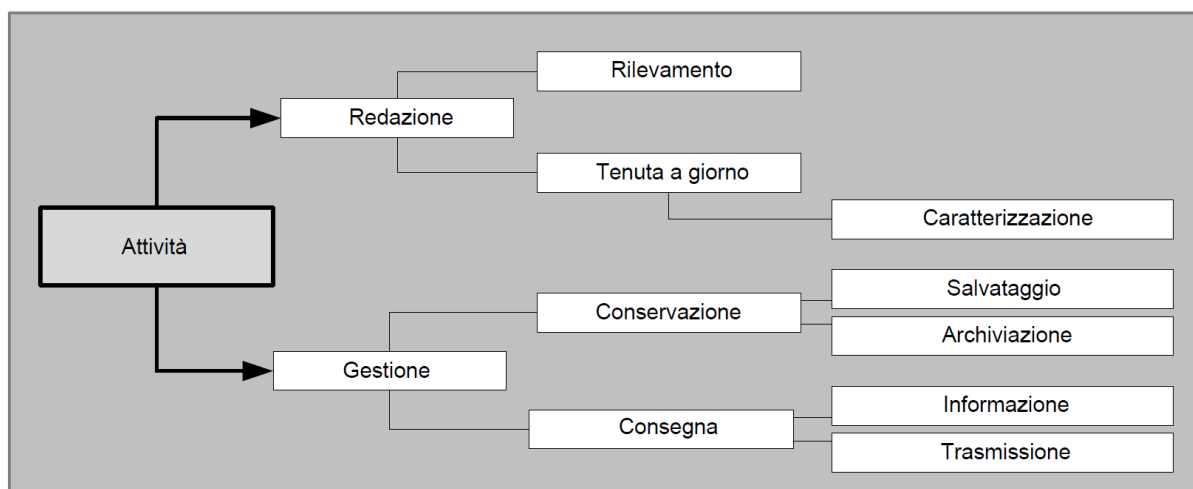 Rilevamento
Redazione
Tenuta a giorno
Caratterizzazione
Attività
Salvataggio
Conservazione
Archiviazione
Gestione
Informazione
Consegna
Trasmissione